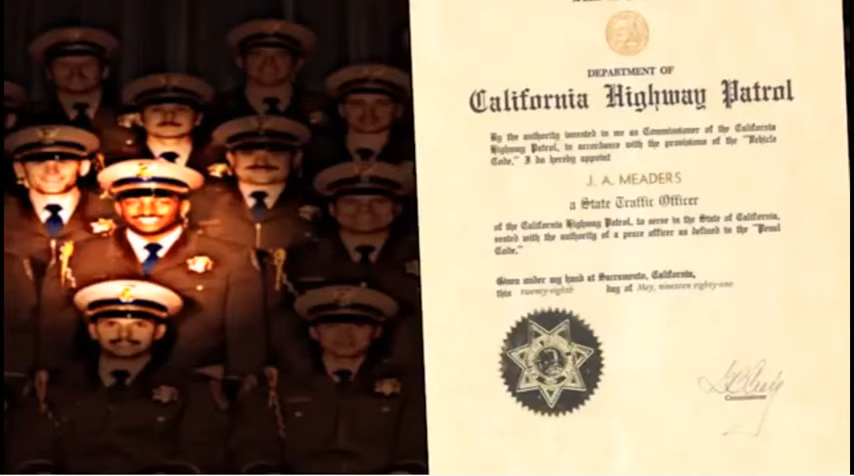 DEPARTMENT OF
California Highway Patrol
By the authority invested in me as Commissioner of the California
Highway Patrol, in accordance with the provisions of the "Vehicle
Code," I do hereby appoint
J. A. MEADERS
a State Traffic Officer
of the California Highway Patrol, to serve in the State of California,
vested with the authority of a peace officer as defined in the "Penal
Code."
Given under my hand at Sacramento, California,
this twenty-eighth day of May, nineteen eighty-one.
Commissioner